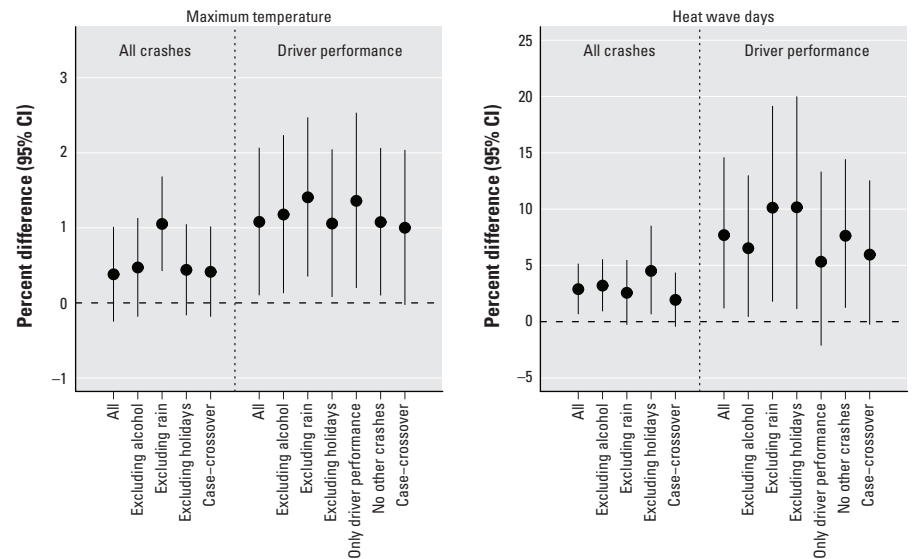 Maximum temperature
All crashes
Driver performance
Percent difference (95% CI)
3
2
1
0
–1
All
Excluding alcohol
Excluding rain
Excluding holidays
Case–crossover
All
Excluding alcohol
Excluding rain
Excluding holidays
Only driver performance
No other crashes
Case–crossover
Heat wave days
All crashes
Driver performance
Percent difference (95% CI)
25
20
15
10
5
0
–5
All
Excluding alcohol
Excluding rain
Excluding holidays
Case–crossover
All
Excluding alcohol
Excluding rain
Excluding holidays
Only driver performance
No other crashes
Case–crossover